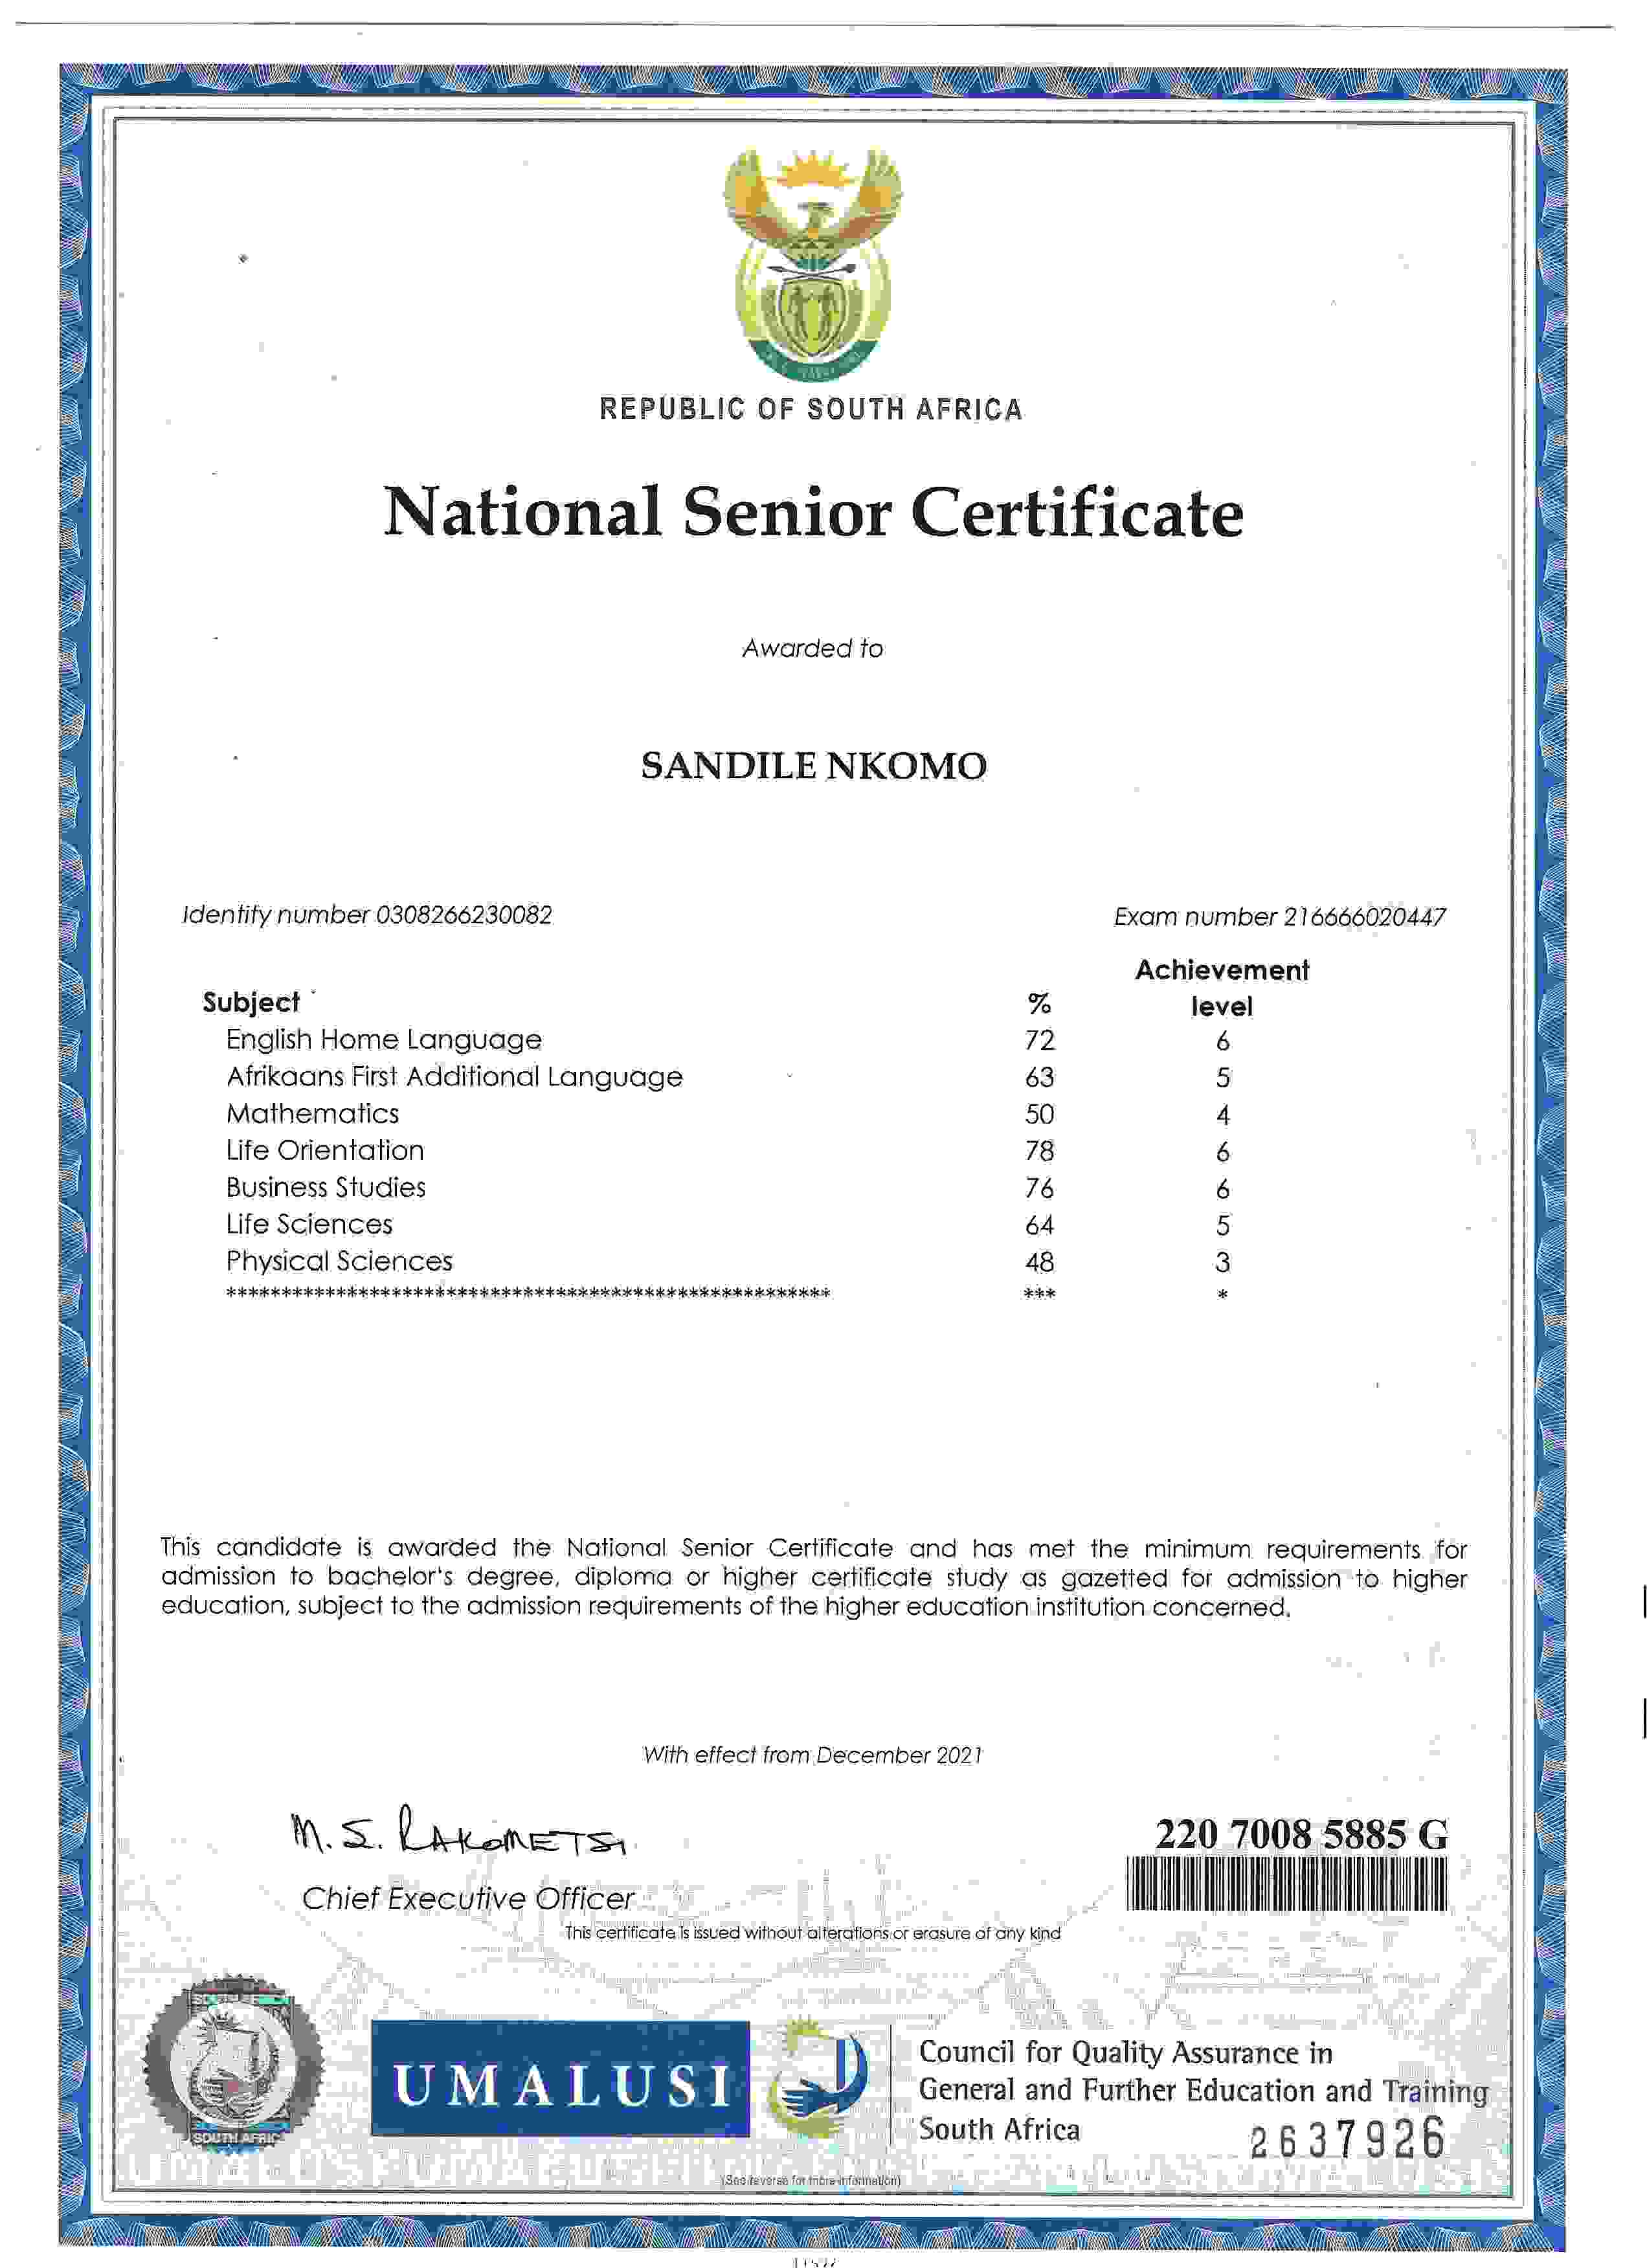 REPUBLIC OF SOUTH AFRICA
National Senior Certificate
Awarded to
SANDILE NKOMO
Identity number 0308266230082 Exam number 216666020447
Achievement
Subject % level
English Home Language 72 6
Afrikaans First Additional Language 63 5
Mathematics 50 4
Life Orientation 78 6
Business Studies 76 6
Life Sciences 64 5
Physical Sciences 48 3
******************************************************* *** *
This candidate is awarded the National Senior Certificate and has met the minimum requirements for
admission to bachelor's degree, diploma or higher certificate study as gazetted for admission to higher
education, subject to the admission requirements of the higher education institution concerned.
With effect from December 2021
M.S. RAKOMETSI
220 7008 5885 G
Chief Executive Officer
This certificate is issued without alterations or erasure of any kind
UMALUSI
Council for Quality Assurance in
General and Further Education and Training
South Africa
2637926
SOUTH AFRIC
(See reverse for more information)